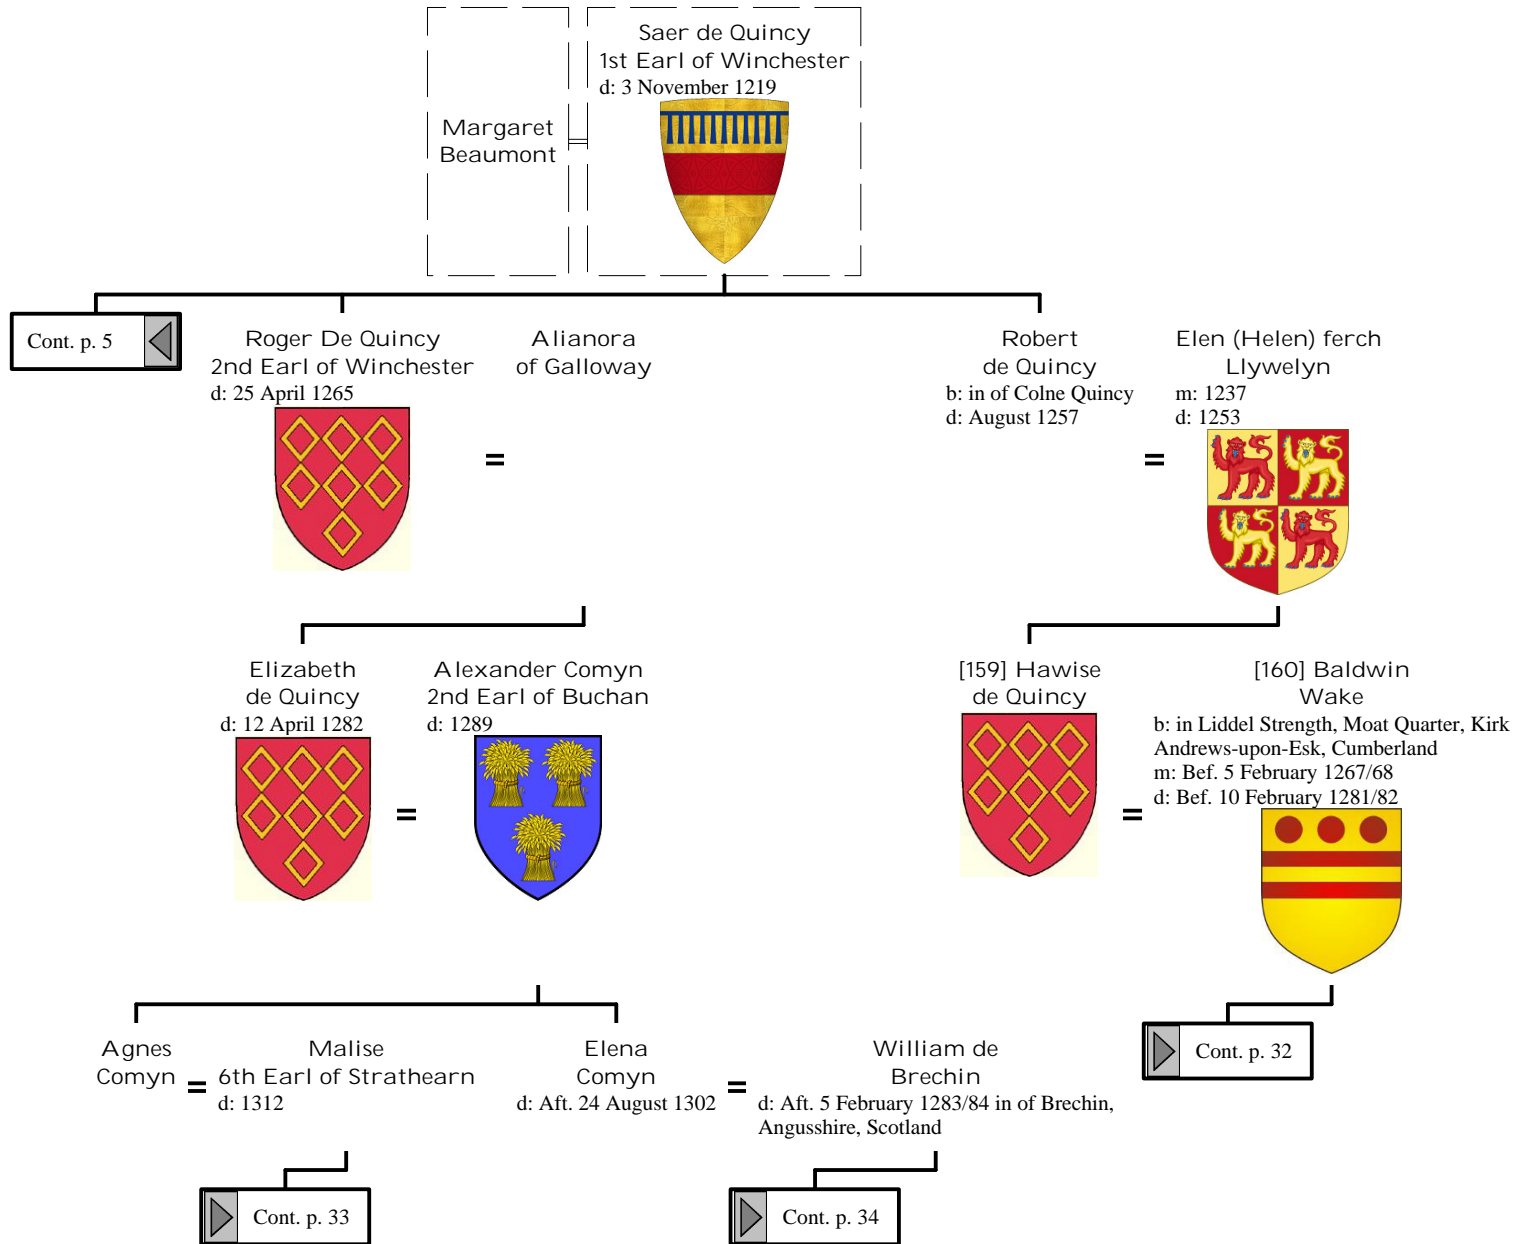 Saer de Quincy
1st Earl of Winchester
d: 3 November 1219
Margaret
Beaumont
Cont. p. 5
Roger De Quincy
2nd Earl of Winchester
d: 25 April 1265
=
Alianora
of Galloway
Robert
de Quincy
b: in of Colne Quincy
d: August 1257
=
Elen (Helen) ferch
Llywelyn
m: 1237
d: 1253
Elizabeth
de Quincy
d: 12 April 1282
=
Alexander Comyn
2nd Earl of Buchan
d: 1289
[159] Hawise
de Quincy
=
[160] Baldwin
Wake
b: in Liddel Strength, Moat Quarter, Kirk
Andrews-upon-Esk, Cumberland
m: Bef. 5 February 1267/68
d: Bef. 10 February 1281/82
Agnes
Comyn
=
Malise
6th Earl of Strathearn
d: 1312
Elena
Comyn
d: Aft. 24 August 1302
=
William de
Brechin
d: Aft. 5 February 1283/84 in of Brechin,
Angusshire, Scotland
Cont. p. 32
Cont. p. 33
Cont. p. 34